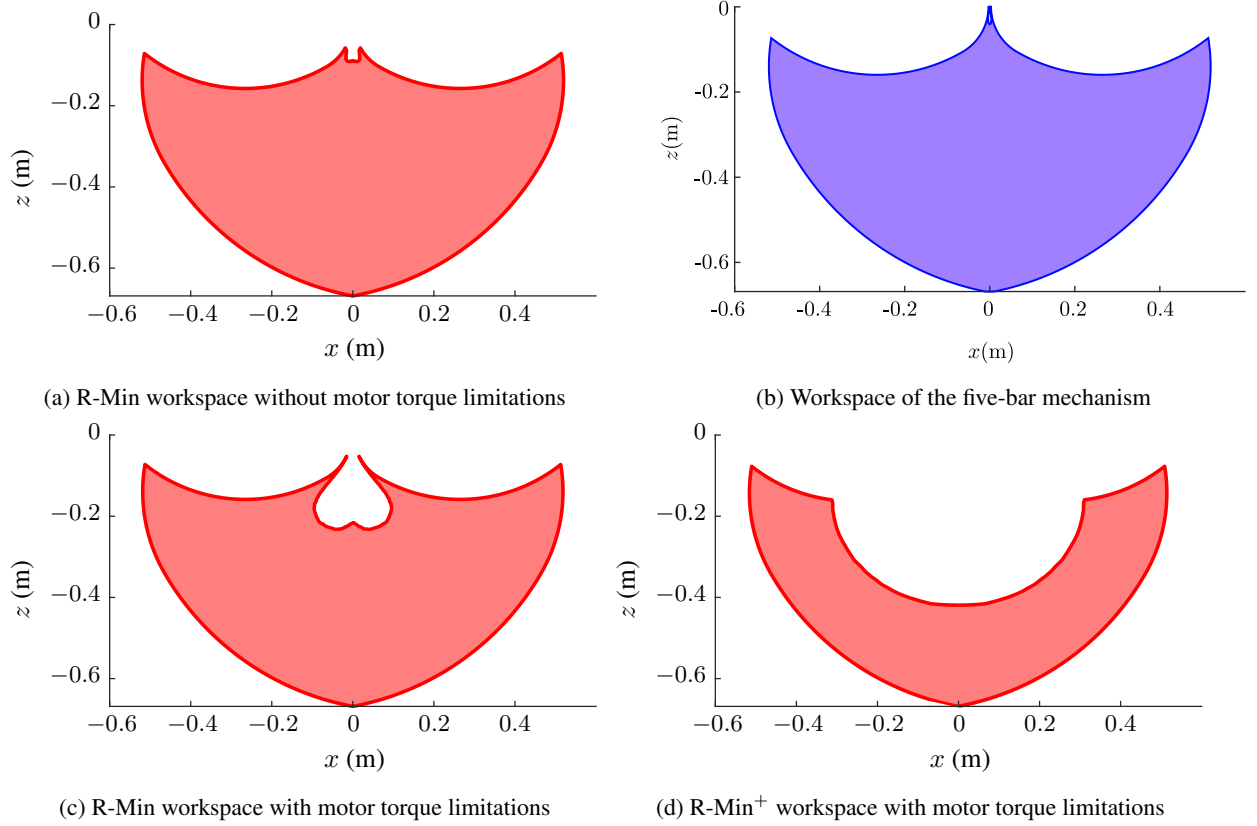 0
−0.2
−0.4
−0.6
z (m)
−0.6 −0.4 −0.2 0 0.2 0.4
x (m)
(a) R-Min workspace without motor torque limitations
0
-0.2
-0.4
-0.6
z(m)
-0.6 -0.4 -0.2 0 0.2 0.4
x(m)
(b) Workspace of the five-bar mechanism
0
−0.2
−0.4
−0.6
z (m)
−0.6 −0.4 −0.2 0 0.2 0.4
x (m)
(c) R-Min workspace with motor torque limitations
0
−0.2
−0.4
−0.6
z (m)
−0.6 −0.4 −0.2 0 0.2 0.4
x (m)
(d) R-Min⁺ workspace with motor torque limitations